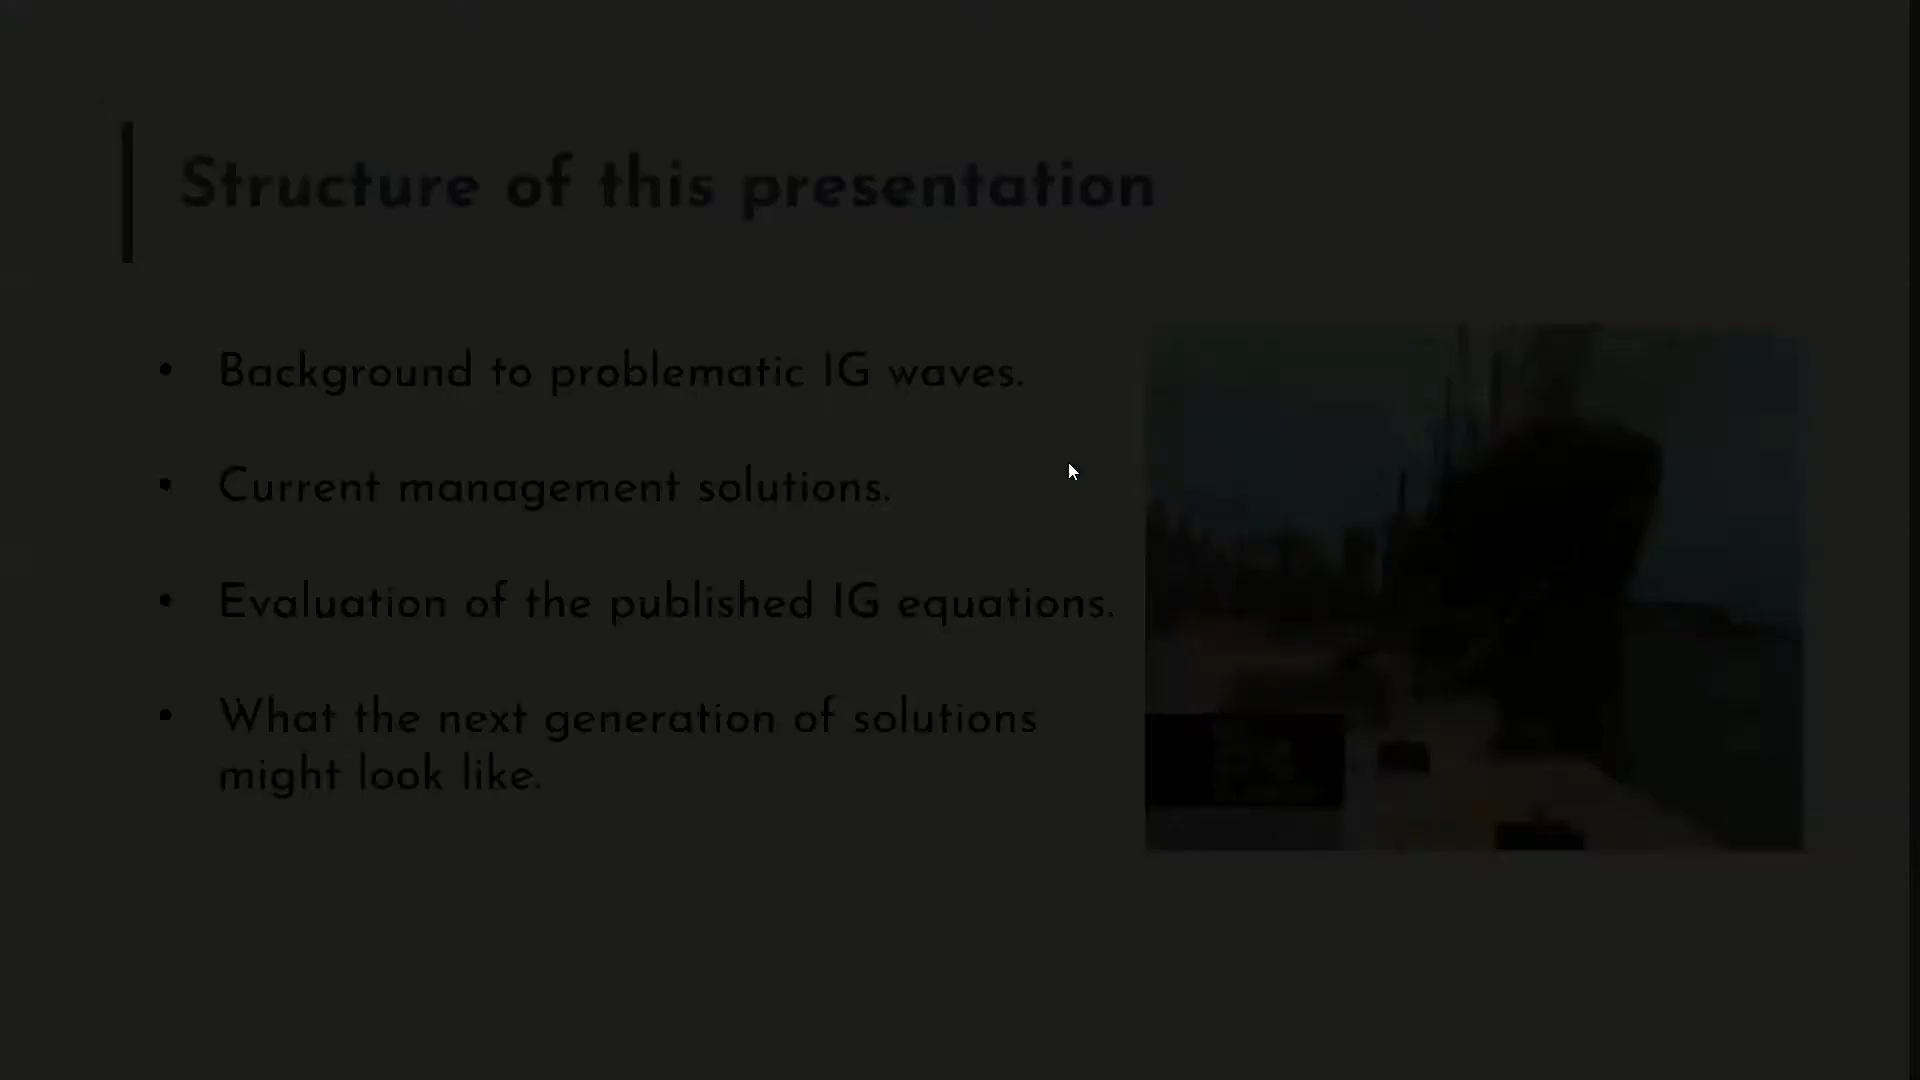 Structure of this presentation
• Background to problematic IG waves.
• Current management solutions.
• Evaluation of the published IG equations.
• What the next generation of solutions
might look like.